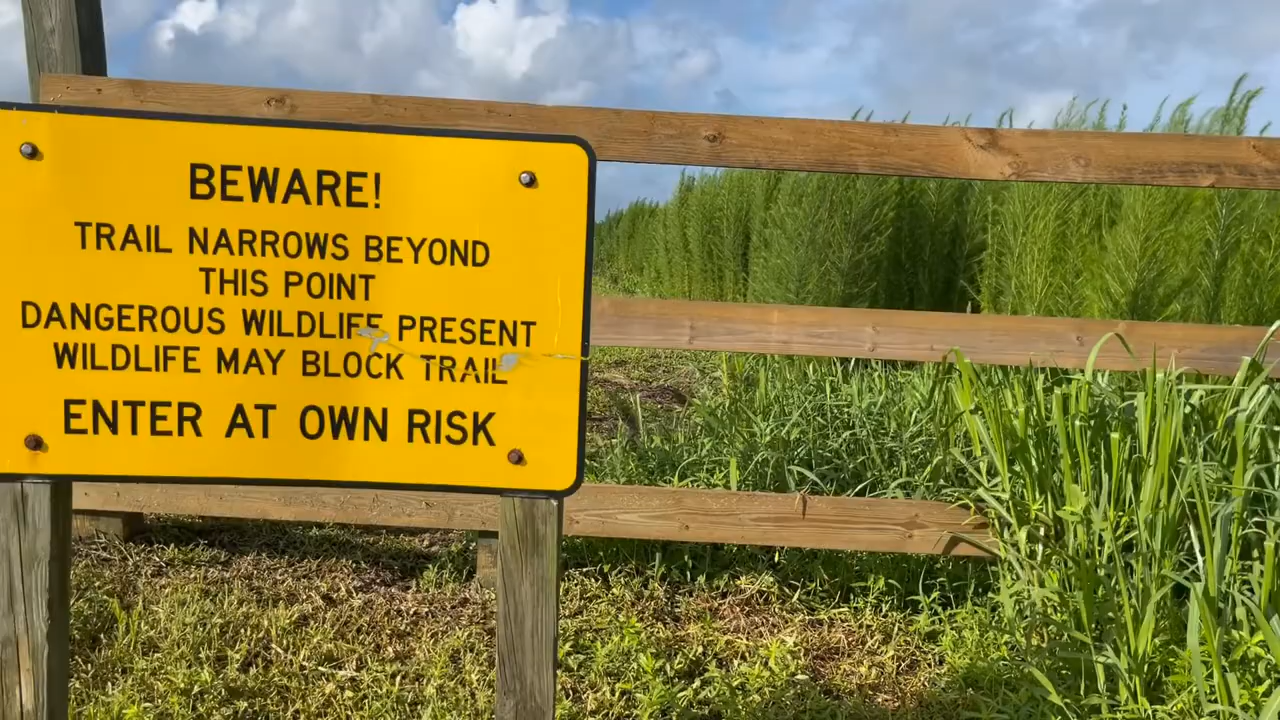 BEWARE!
TRAIL NARROWS BEYOND
THIS POINT
DANGEROUS WILDLIFE PRESENT
WILDLIFE MAY BLOCK TRAIL
ENTER AT OWN RISK